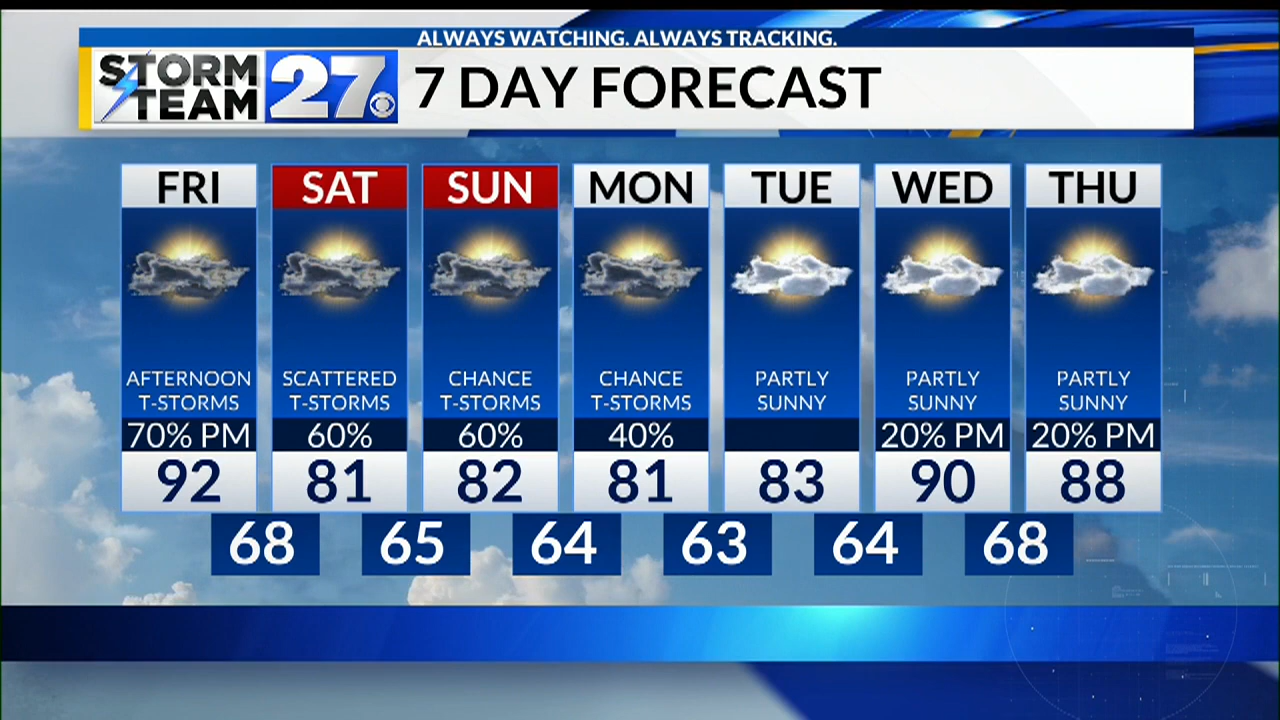 ALWAYS WATCHING. ALWAYS TRACKING.
STORM
TEAM
27
7 DAY FORECAST
FRI SAT SUN MON TUE WED THU
AFTERNOON SCATTERED CHANCE CHANCE PARTLY PARTLY PARTLY
T-STORMS T-STORMS T-STORMS T-STORMS SUNNY SUNNY SUNNY
70% PM 60% 60% 40% 20% PM 20% PM
92 81 82 81 83 90 88
68 65 64 63 64 68